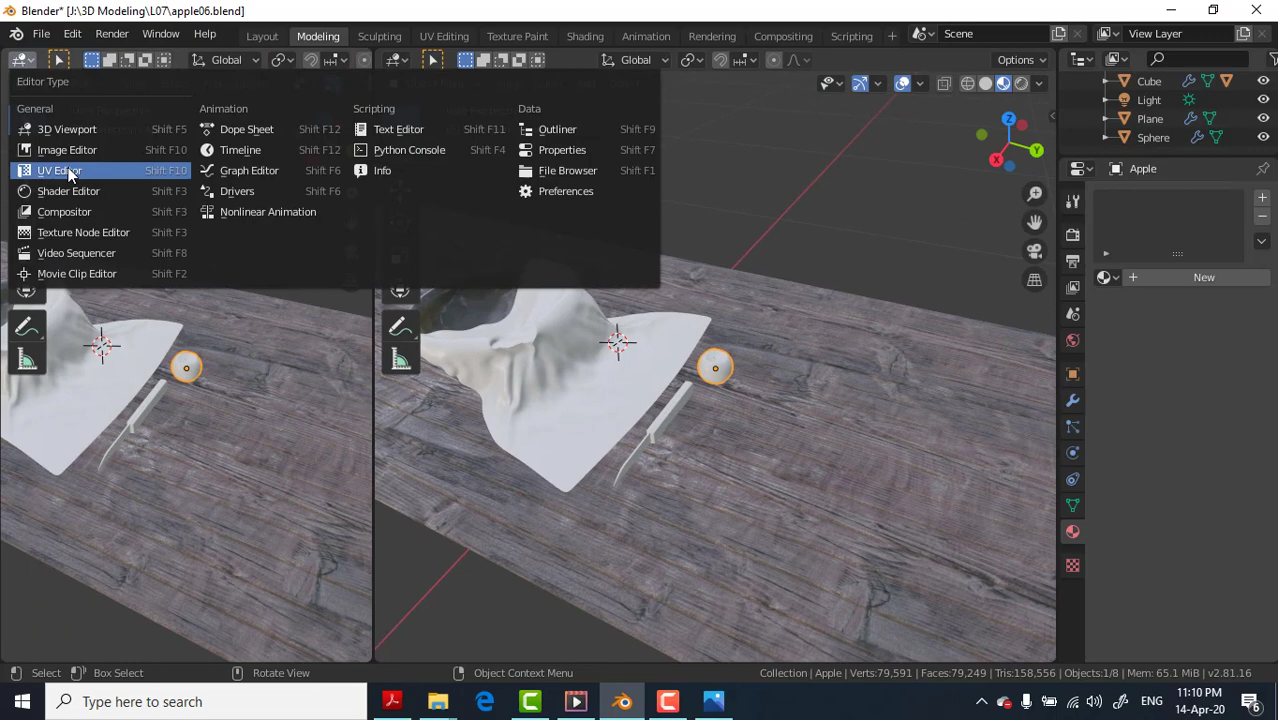 Blender* [J:\3D Modeling\L07\apple06.blend]
File Edit Render Window Help Layout Modeling Sculpting UV Editing Texture Paint Shading Animation Rendering Compositing Scripting + Scene View Layer
Global Global Options
Editor Type
General Animation Scripting Data
3D Viewport Shift F5 Dope Sheet Shift F12 Text Editor Shift F11 Outliner Shift F9
Image Editor Shift F10 Timeline Shift F12 Python Console Shift F4 Properties Shift F7
UV Editor Shift F10 Graph Editor Shift F6 Info File Browser Shift F1
Shader Editor Shift F3 Drivers Shift F6 Preferences
Compositor Shift F3 Nonlinear Animation
Texture Node Editor Shift F3
Video Sequencer Shift F8
Movie Clip Editor Shift F2
Z
Y
X
Cube
Light
Plane
Sphere
Apple
New
Select Box Select Rotate View Object Context Menu Collection | Apple | Verts:79,591 | Faces:79,249 | Tris:158,556 | Objects:1/8 | Mem: 65.1 MiB | v2.81.16
Type here to search ENG 11:10 PM 14-Apr-20 6